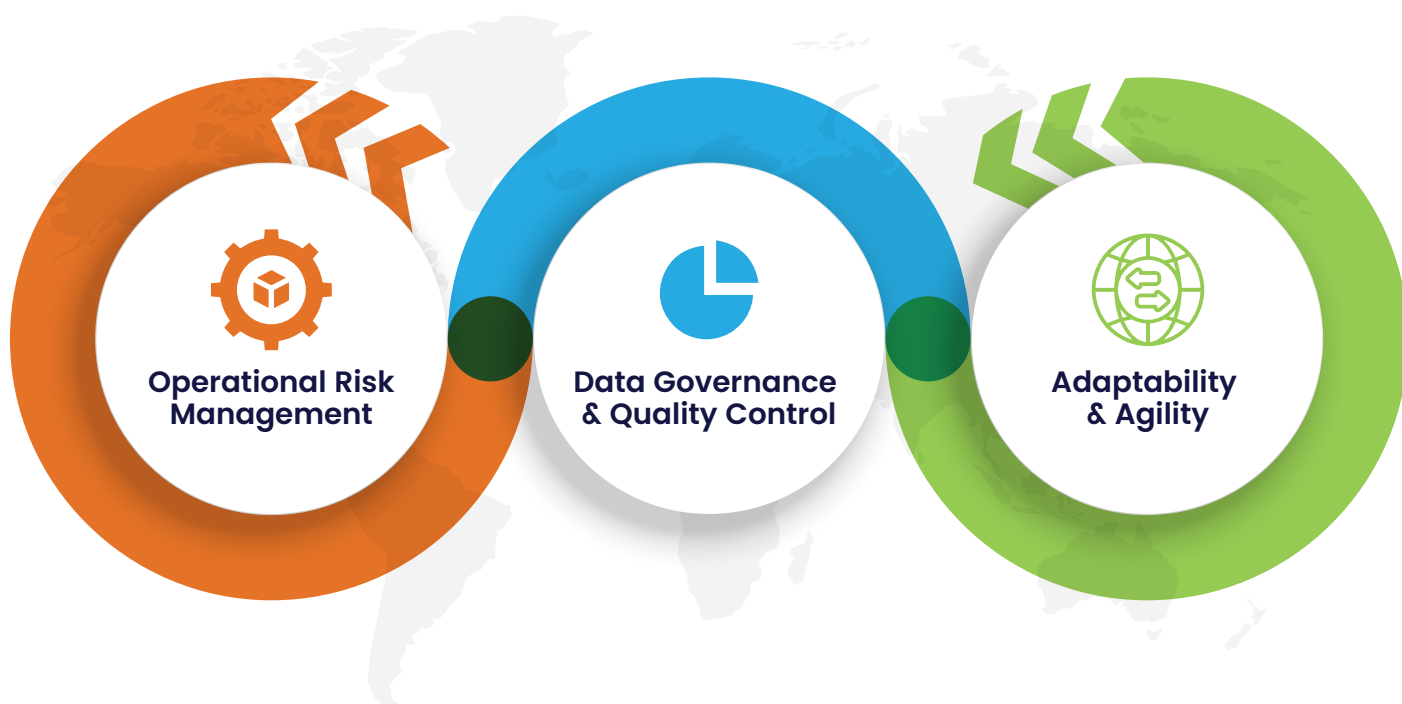 Operational Risk
Management
Data Governance
& Quality Control
Adaptability
& Agility